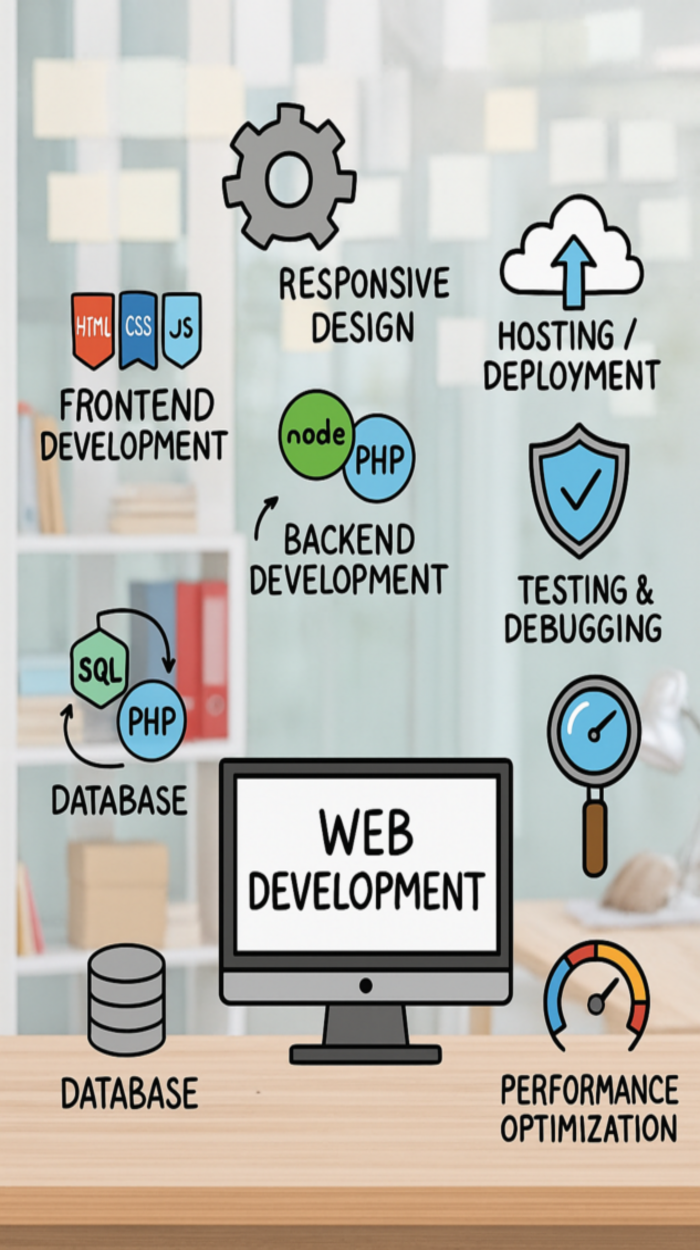 RESPONSIVE
DESIGN
HTML CSS JS
FRONTEND
DEVELOPMENT
HOSTING /
DEPLOYMENT
node PHP
BACKEND
DEVELOPMENT
TESTING &
DEBUGGING
SQL
PHP
DATABASE
WEB
DEVELOPMENT
DATABASE
PERFORMANCE
OPTIMIZATION